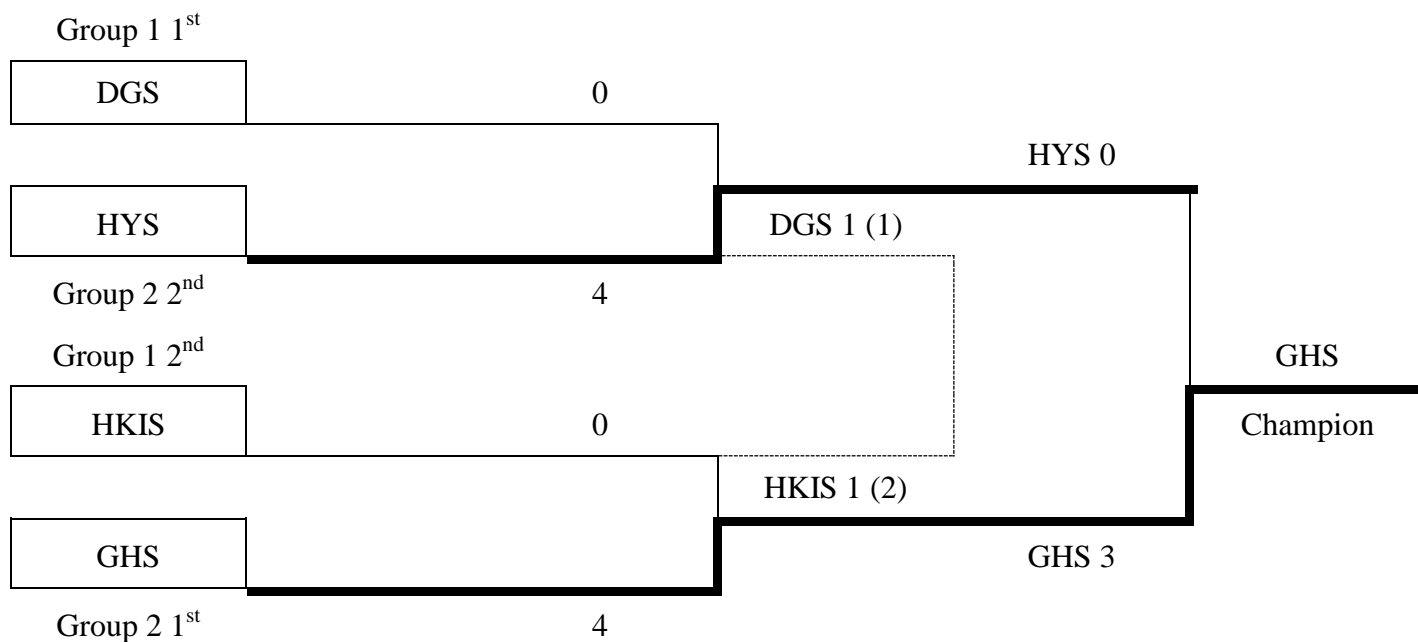 Group 1 1st
DGS
0
HYS 0
HYS
DGS 1 (1)
Group 2 2nd
4
Group 1 2nd
GHS
HKIS
0
Champion
HKIS 1 (2)
GHS
GHS 3
Group 2 1st
4